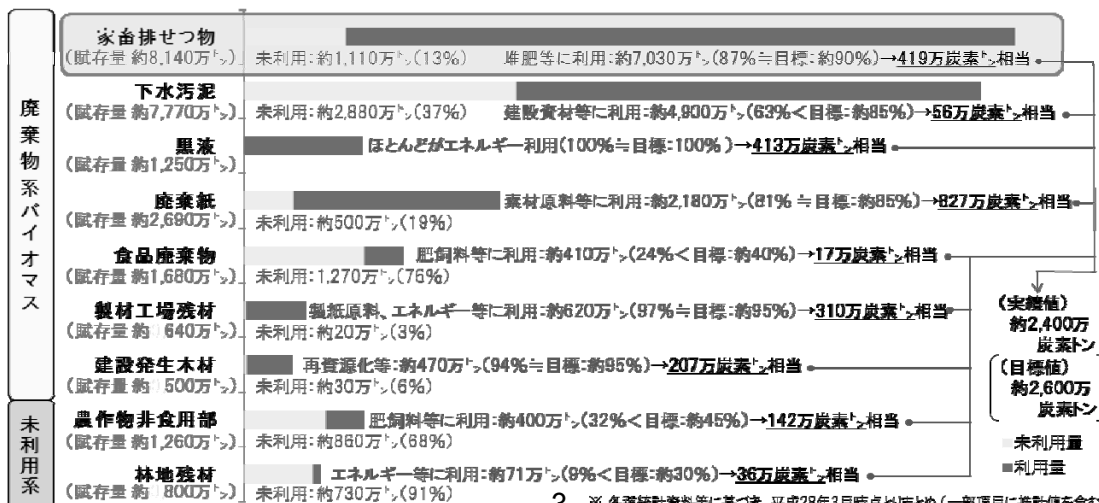 廃棄物系バイオマス
家畜排せつ物
(賦存量 約8,140万㌧)
未利用：約1,110万㌧(13%) 堆肥等に利用：約7,030万㌧(87%≒目標：約90%)→419万炭素㌧相当
下水汚泥
(賦存量 約7,770万㌧)
未利用：約2,880万㌧(37%) 建設資材等に利用：約4,900万㌧(63%＜目標：約85%)→56万炭素㌧相当
黒液
(賦存量 約1,250万㌧)
ほとんどがエネルギー利用(100%≒目標：100%)→413万炭素㌧相当
廃棄紙
(賦存量 約2,690万㌧)
素材原料等に利用：約2,180万㌧(81% ≒目標：約85%)→827万炭素㌧相当
未利用：約500万㌧(19%)
食品廃棄物
(賦存量 約1,680万㌧)
肥飼料等に利用：約410万㌧(24%＜目標：約40%)→17万炭素㌧相当
未利用：1,270万㌧(76%)
製材工場残材
(賦存量 約 640万㌧)
製紙原料、エネルギー等に利用：約620万㌧(97%≒目標：約95%)→310万炭素㌧相当
未利用：約20万㌧(3%)
建設発生木材
(賦存量 約 500万㌧)
再資源化等：約470万㌧(94%≒目標：約95%)→207万炭素㌧相当
未利用：約30万㌧(6%)
未利用系
農作物非食用部
(賦存量 約1,260万㌧)
肥飼料等に利用：約400万㌧(32%＜目標：約45%)→142万炭素㌧相当
未利用：約860万㌧(68%)
林地残材
(賦存量 約 800万㌧)
エネルギー等に利用：約71万㌧(9%＜目標：約30%)→36万炭素㌧相当
未利用：約730万㌧(91%)
(実績値)
約2,400万
炭素トン
(目標値)
約2,600万
炭素トン
未利用量
利用量
3
※ 各種統計資料等に基づき、平成28年3月時点